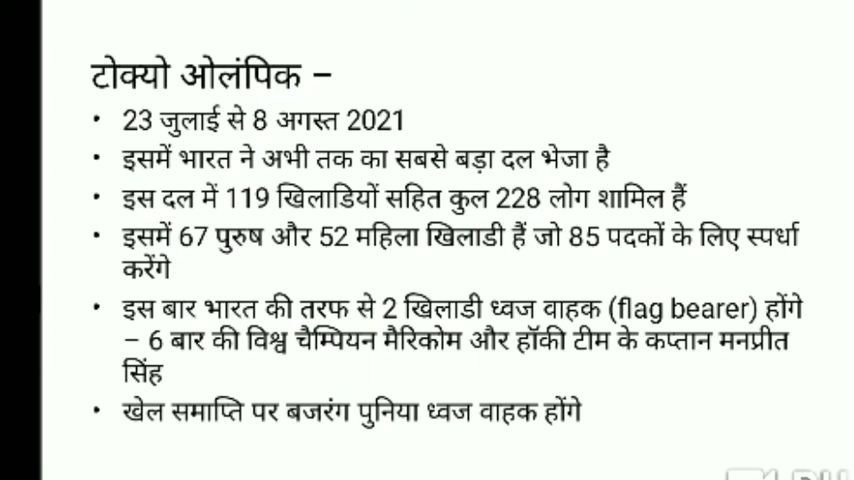 टोक्यो ओलंपिक –
• 23 जुलाई से 8 अगस्त 2021
• इसमें भारत ने अभी तक का सबसे बड़ा दल भेजा है
• इस दल में 119 खिलाडियों सहित कुल 228 लोग शामिल हैं
• इसमें 67 पुरुष और 52 महिला खिलाडी हैं जो 85 पदकों के लिए स्पर्धा
करेंगे
• इस बार भारत की तरफ से 2 खिलाडी ध्वज वाहक (flag bearer) होंगे
– 6 बार की विश्व चैम्पियन मैरिकोम और हॉकी टीम के कप्तान मनप्रीत
सिंह
• खेल समाप्ति पर बजरंग पुनिया ध्वज वाहक होंगे